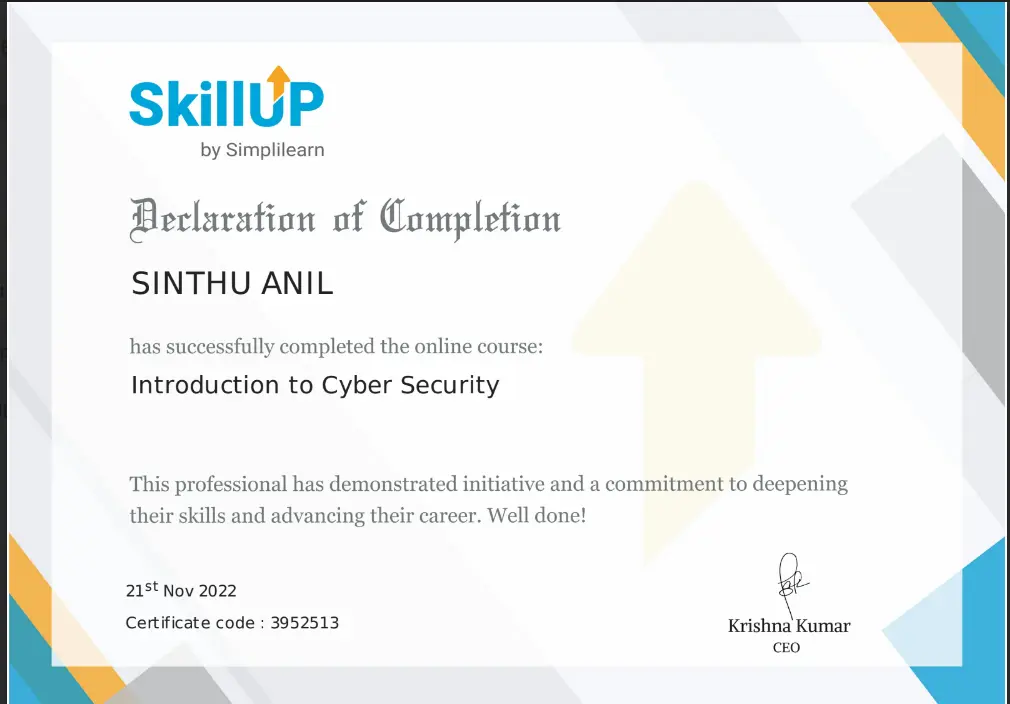 SkillUP
by Simplilearn
Declaration of Completion
SINTHU ANIL
has successfully completed the online course:
Introduction to Cyber Security
This professional has demonstrated initiative and a commitment to deepening
their skills and advancing their career. Well done!
21st Nov 2022
Certificate code : 3952513
Krishna Kumar
CEO